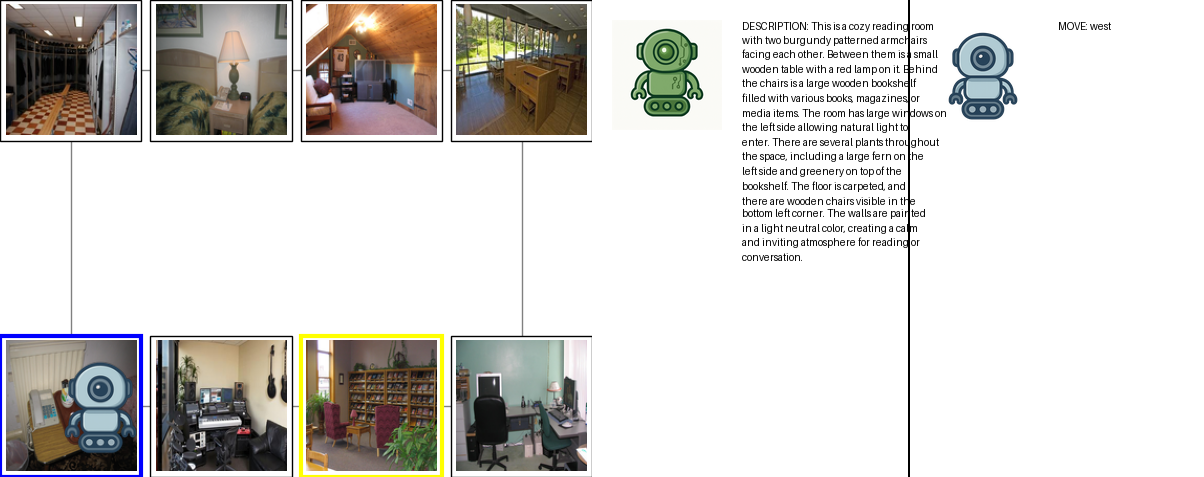 DESCRIPTION: This is a cozy reading room
with two burgundy patterned armchairs
facing each other. Between them is a small
wooden table with a red lamp on it. Behind
the chairs is a large wooden bookshelf
filled with various books, magazines, or
media items. The room has large windows on
the left side allowing natural light to
enter. There are several plants throughout
the space, including a large fern on the
left side and greenery on top of the
bookshelf. The floor is carpeted, and
there are wooden chairs visible in the
bottom left corner. The walls are painted
in a light neutral color, creating a calm
and inviting atmosphere for reading or
conversation.
MOVE: west